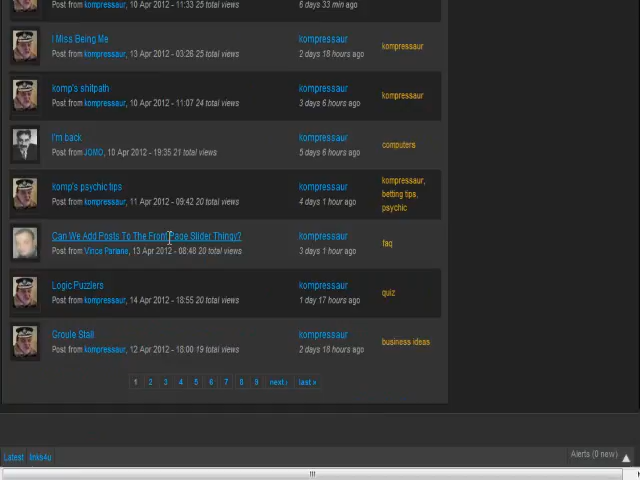 Post from kompressaur, 10 Apr 2012 - 11:33 25 total views
6 days 33 min ago
I Miss Being Me
Post from kompressaur, 13 Apr 2012 - 03:26 25 total views
kompressaur
2 days 18 hours ago
kompressaur
komp's shitpath
Post from kompressaur, 10 Apr 2012 - 11:07 24 total views
kompressaur
3 days 6 hours ago
kompressaur
I'm back
Post from JOMO, 10 Apr 2012 - 19:35 21 total views
kompressaur
5 days 6 hours ago
computers
komp's psychic tips
Post from kompressaur, 11 Apr 2012 - 09:42 20 total views
kompressaur
4 days 1 hour ago
kompressaur,
betting tips,
psychic
Can We Add Posts To The Front Page Slider Thingy?
Post from Vince Pariane, 13 Apr 2012 - 08:48 20 total views
kompressaur
3 days 1 hour ago
faq
Logic Puzzlers
Post from kompressaur, 14 Apr 2012 - 18:55 20 total views
kompressaur
1 day 17 hours ago
quiz
Groule Stall
Post from kompressaur, 12 Apr 2012 - 18:00 19 total views
kompressaur
2 days 18 hours ago
business ideas
1 2 3 4 5 6 7 8 9 next › last »
Latest links4u
Alerts (0 new)